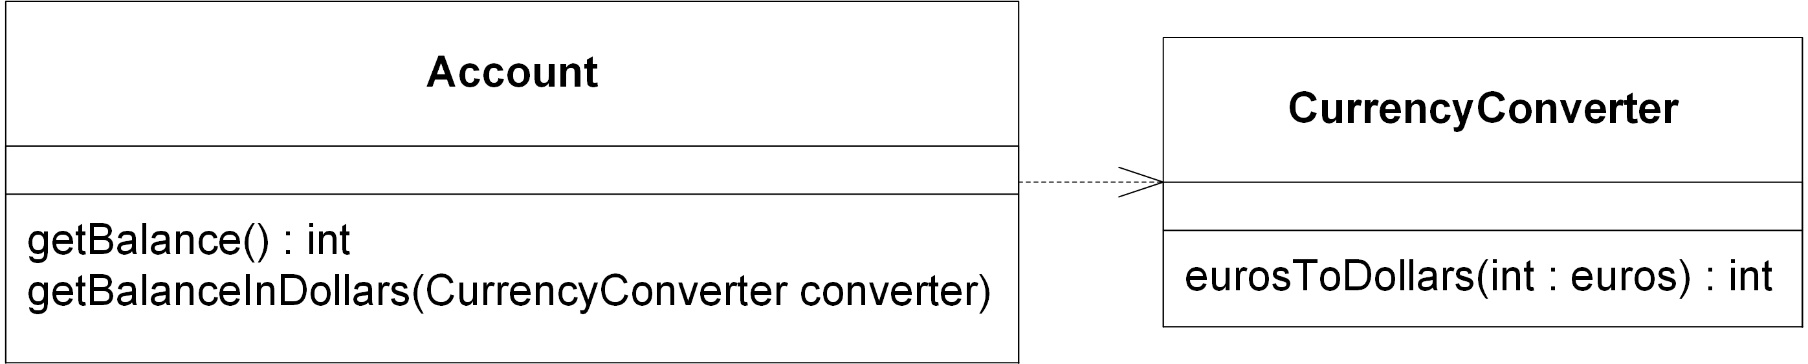 Account
getBalance() : int
getBalanceInDollars(CurrencyConverter converter)
CurrencyConverter
eurosToDollars(int : euros) : int